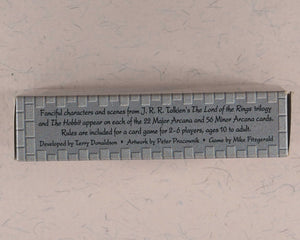 Fanciful characters and scenes from J. R. R. Tolkien's The Lord of the Rings trilogy
and The Hobbit appear on each of the 22 Major Arcana and 56 Minor Arcana cards.
Rules are included for a card game for 2-6 players, ages 10 to adult.
Developed by Terry Donaldson • Artwork by Peter Pracownik • Game by Mike Fitzgerald